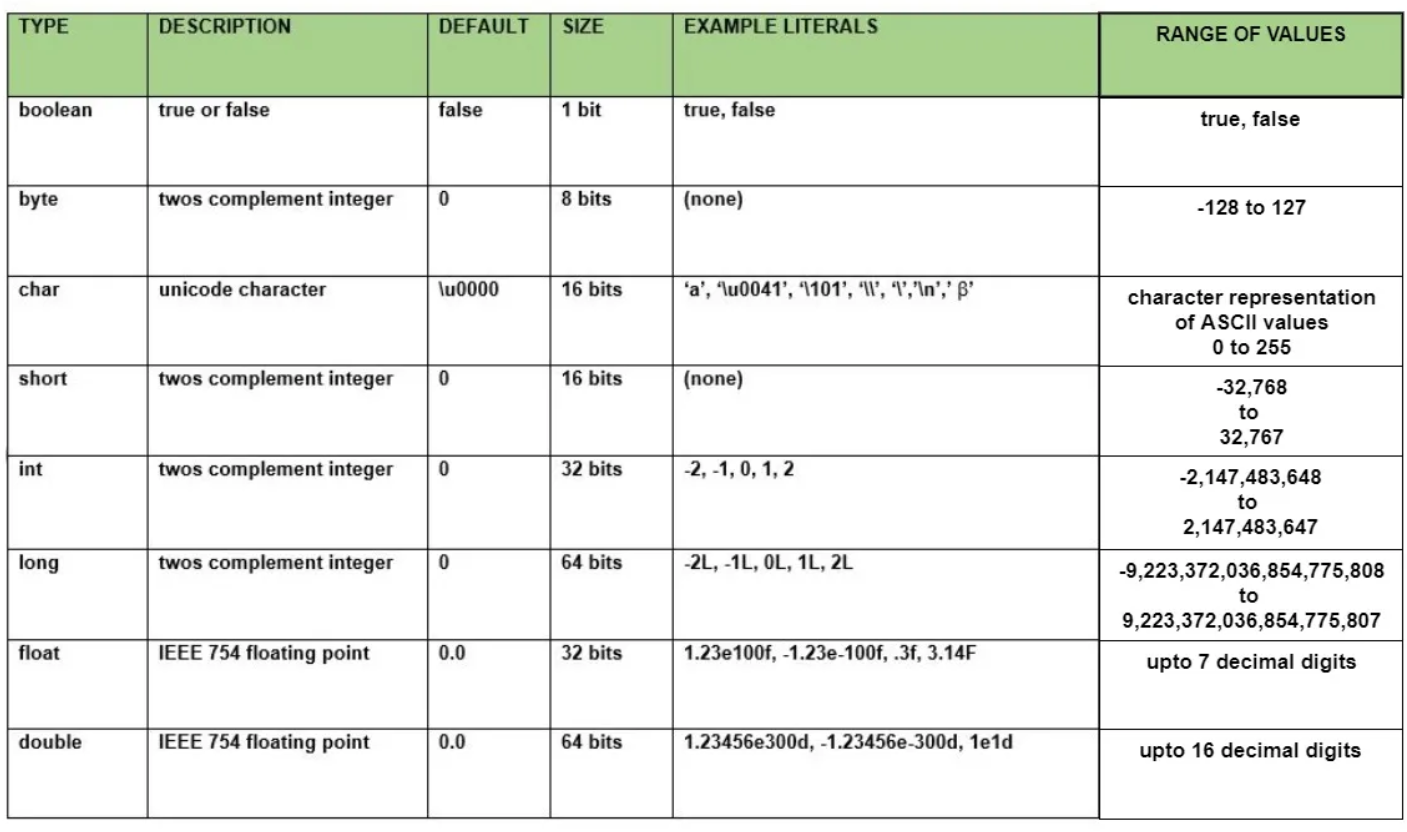 TYPE DESCRIPTION DEFAULT SIZE EXAMPLE LITERALS RANGE OF VALUES
boolean true or false false 1 bit true, false true, false
byte twos complement integer 0 8 bits (none) -128 to 127
char unicode character \u0000 16 bits ‘a’, ‘\u0041’, ‘\101’, ‘\\’, ‘\’,’\n’,’ β’ character representation
of ASCII values
0 to 255
short twos complement integer 0 16 bits (none) -32,768
to
32,767
int twos complement integer 0 32 bits -2, -1, 0, 1, 2 -2,147,483,648
to
2,147,483,647
long twos complement integer 0 64 bits -2L, -1L, 0L, 1L, 2L -9,223,372,036,854,775,808
to
9,223,372,036,854,775,807
float IEEE 754 floating point 0.0 32 bits 1.23e100f, -1.23e-100f, .3f, 3.14F upto 7 decimal digits
double IEEE 754 floating point 0.0 64 bits 1.23456e300d, -1.23456e-300d, 1e1d upto 16 decimal digits